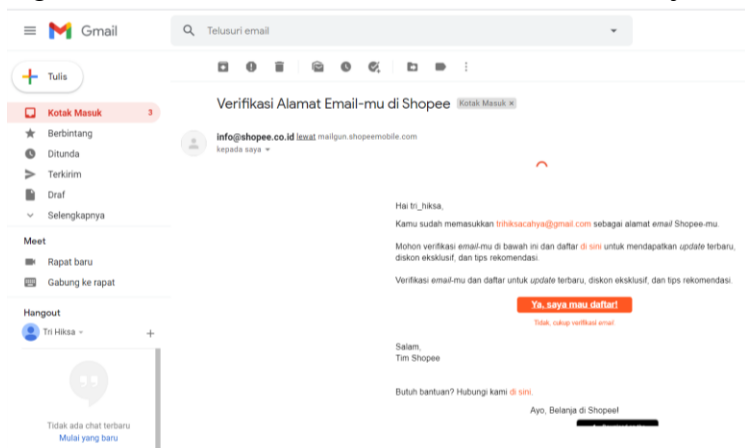 Gmail
Telusuri email
Tulis
Verifikasi Alamat Email-mu di Shopee Kotak Masuk ×
Kotak Masuk 3
Berbintang
Ditunda
Terkirim
Draf
Selengkapnya
info@shopee.co.id lewat mailgun.shopeemobile.com
kepada saya
Meet
Rapat baru
Gabung ke rapat
Hangout
Tri Hiksa
Tidak ada chat terbaru
Mulai yang baru
Hai tri_hiksa,
Kamu sudah memasukkan trihiksacahya@gmail.com sebagai alamat email Shopee-mu.
Mohon verifikasi email-mu di bawah ini dan daftar di sini untuk mendapatkan update terbaru,
diskon eksklusif, dan tips rekomendasi.
Verifikasi email-mu dan daftar untuk update terbaru, diskon eksklusif, dan tips rekomendasi.
Ya, saya mau daftar!
Tidak, cukup verifikasi email
Salam,
Tim Shopee
Butuh bantuan? Hubungi kami di sini.
Ayo, Belanja di Shopee!